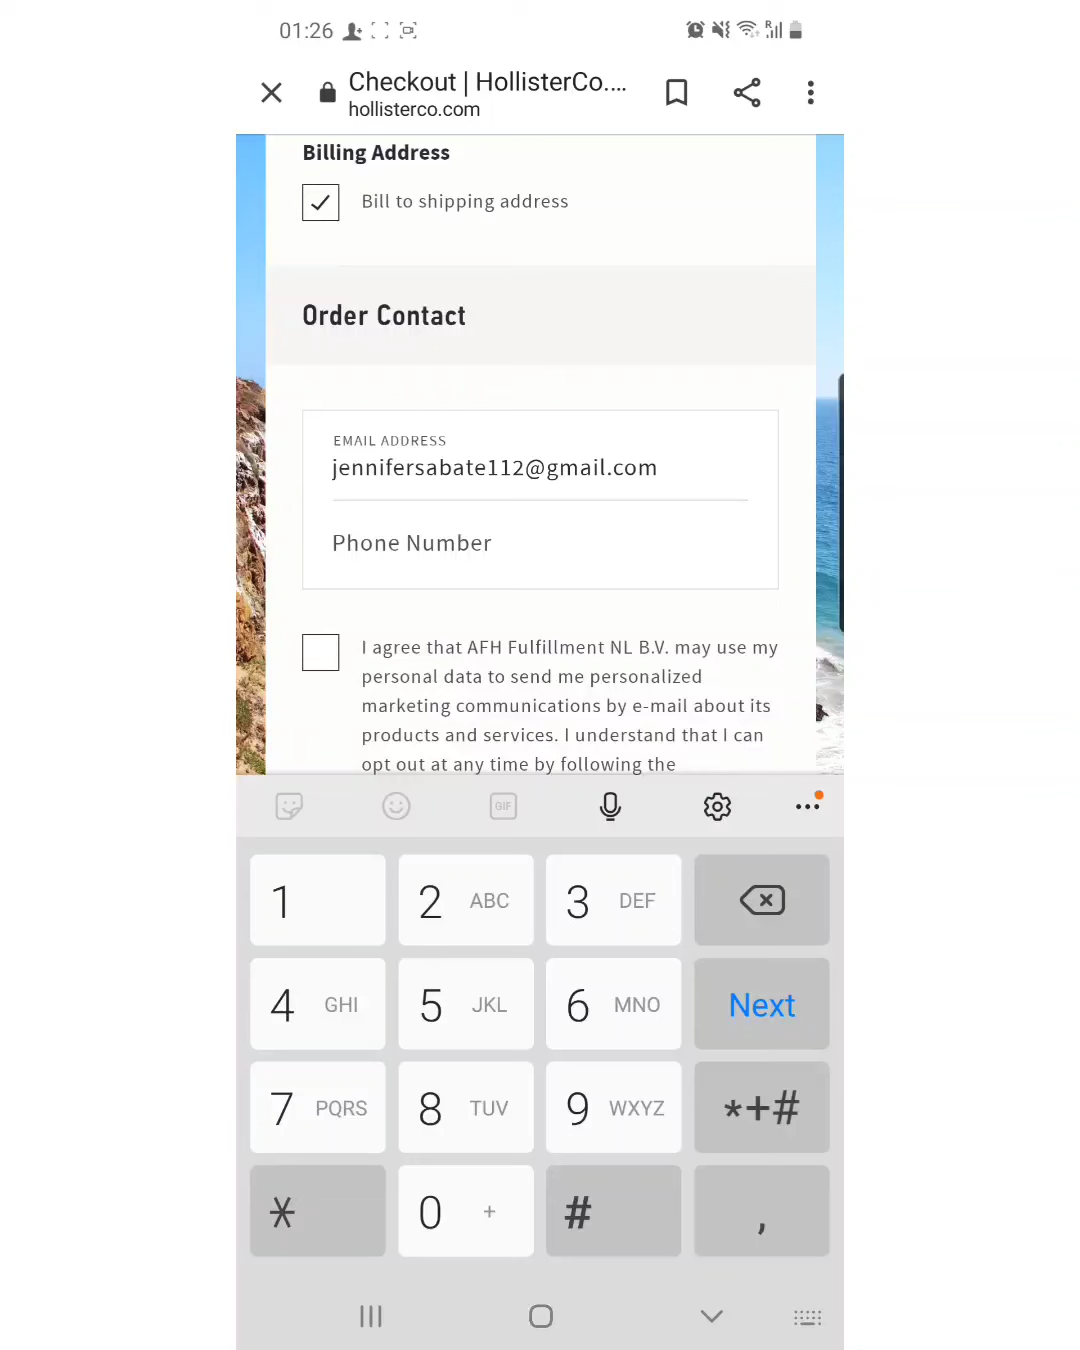 01:26
R
Checkout | HollisterCo....
hollisterco.com
Billing Address
Bill to shipping address
Order Contact
EMAIL ADDRESS
jennifersabate112@gmail.com
Phone Number
I agree that AFH Fulfillment NL B.V. may use my
personal data to send me personalized
marketing communications by e-mail about its
products and services. I understand that I can
opt out at any time by following the
GIF
1 2 ABC 3 DEF
4 GHI 5 JKL 6 MNO Next
7 PQRS 8 TUV 9 WXYZ *+#
* 0 + # ,